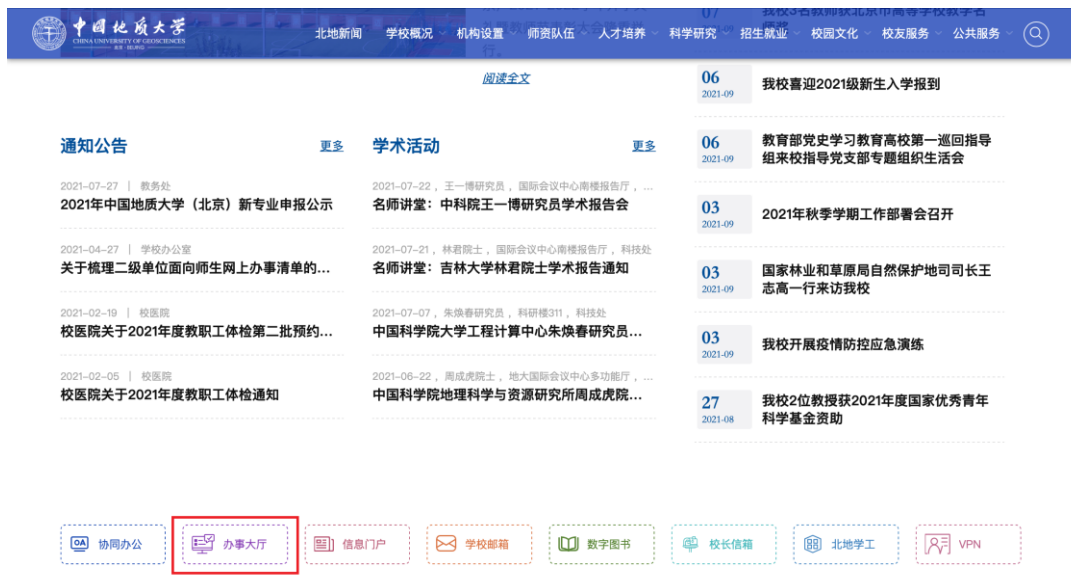 中国地质大学
CHINA UNIVERSITY OF GEOSCIENCES
北地新闻 学校概况 机构设置 师资队伍 人才培养 科学研究 招生就业 校园文化 校友服务 公共服务
07
我校3名教师获北京市高等学校教学名
师奖
行。
阅读全文
通知公告 更多
2021-07-27 | 教务处
2021年中国地质大学（北京）新专业申报公示
2021-04-27 | 学校办公室
关于梳理二级单位面向师生网上办事清单的...
2021-02-19 | 校医院
校医院关于2021年度教职工体检第二批预约...
2021-02-05 | 校医院
校医院关于2021年度教职工体检通知
学术活动 更多
2021-07-22，王一博研究员，国际会议中心南楼报告厅，...
名师讲堂：中科院王一博研究员学术报告会
2021-07-21，林君院士，国际会议中心南楼报告厅，科技处
名师讲堂：吉林大学林君院士学术报告通知
2021-07-07，朱焕春研究员，科研楼311，科技处
中国科学院大学工程计算中心朱焕春研究员...
2021-06-22，周成虎院士，地大国际会议中心多功能厅，...
中国科学院地理科学与资源研究所周成虎院...
06
2021-09
我校喜迎2021级新生入学报到
06
2021-09
教育部党史学习教育高校第一巡回指导
组来校指导党支部专题组织生活会
03
2021-09
2021年秋季学期工作部署会召开
03
2021-09
国家林业和草原局自然保护地司司长王
志高一行来访我校
03
2021-09
我校开展疫情防控应急演练
27
2021-08
我校2位教授获2021年度国家优秀青年
科学基金资助
OA 协同办公 办事大厅 信息门户 学校邮箱 数字图书 校长信箱 北地学工 VPN